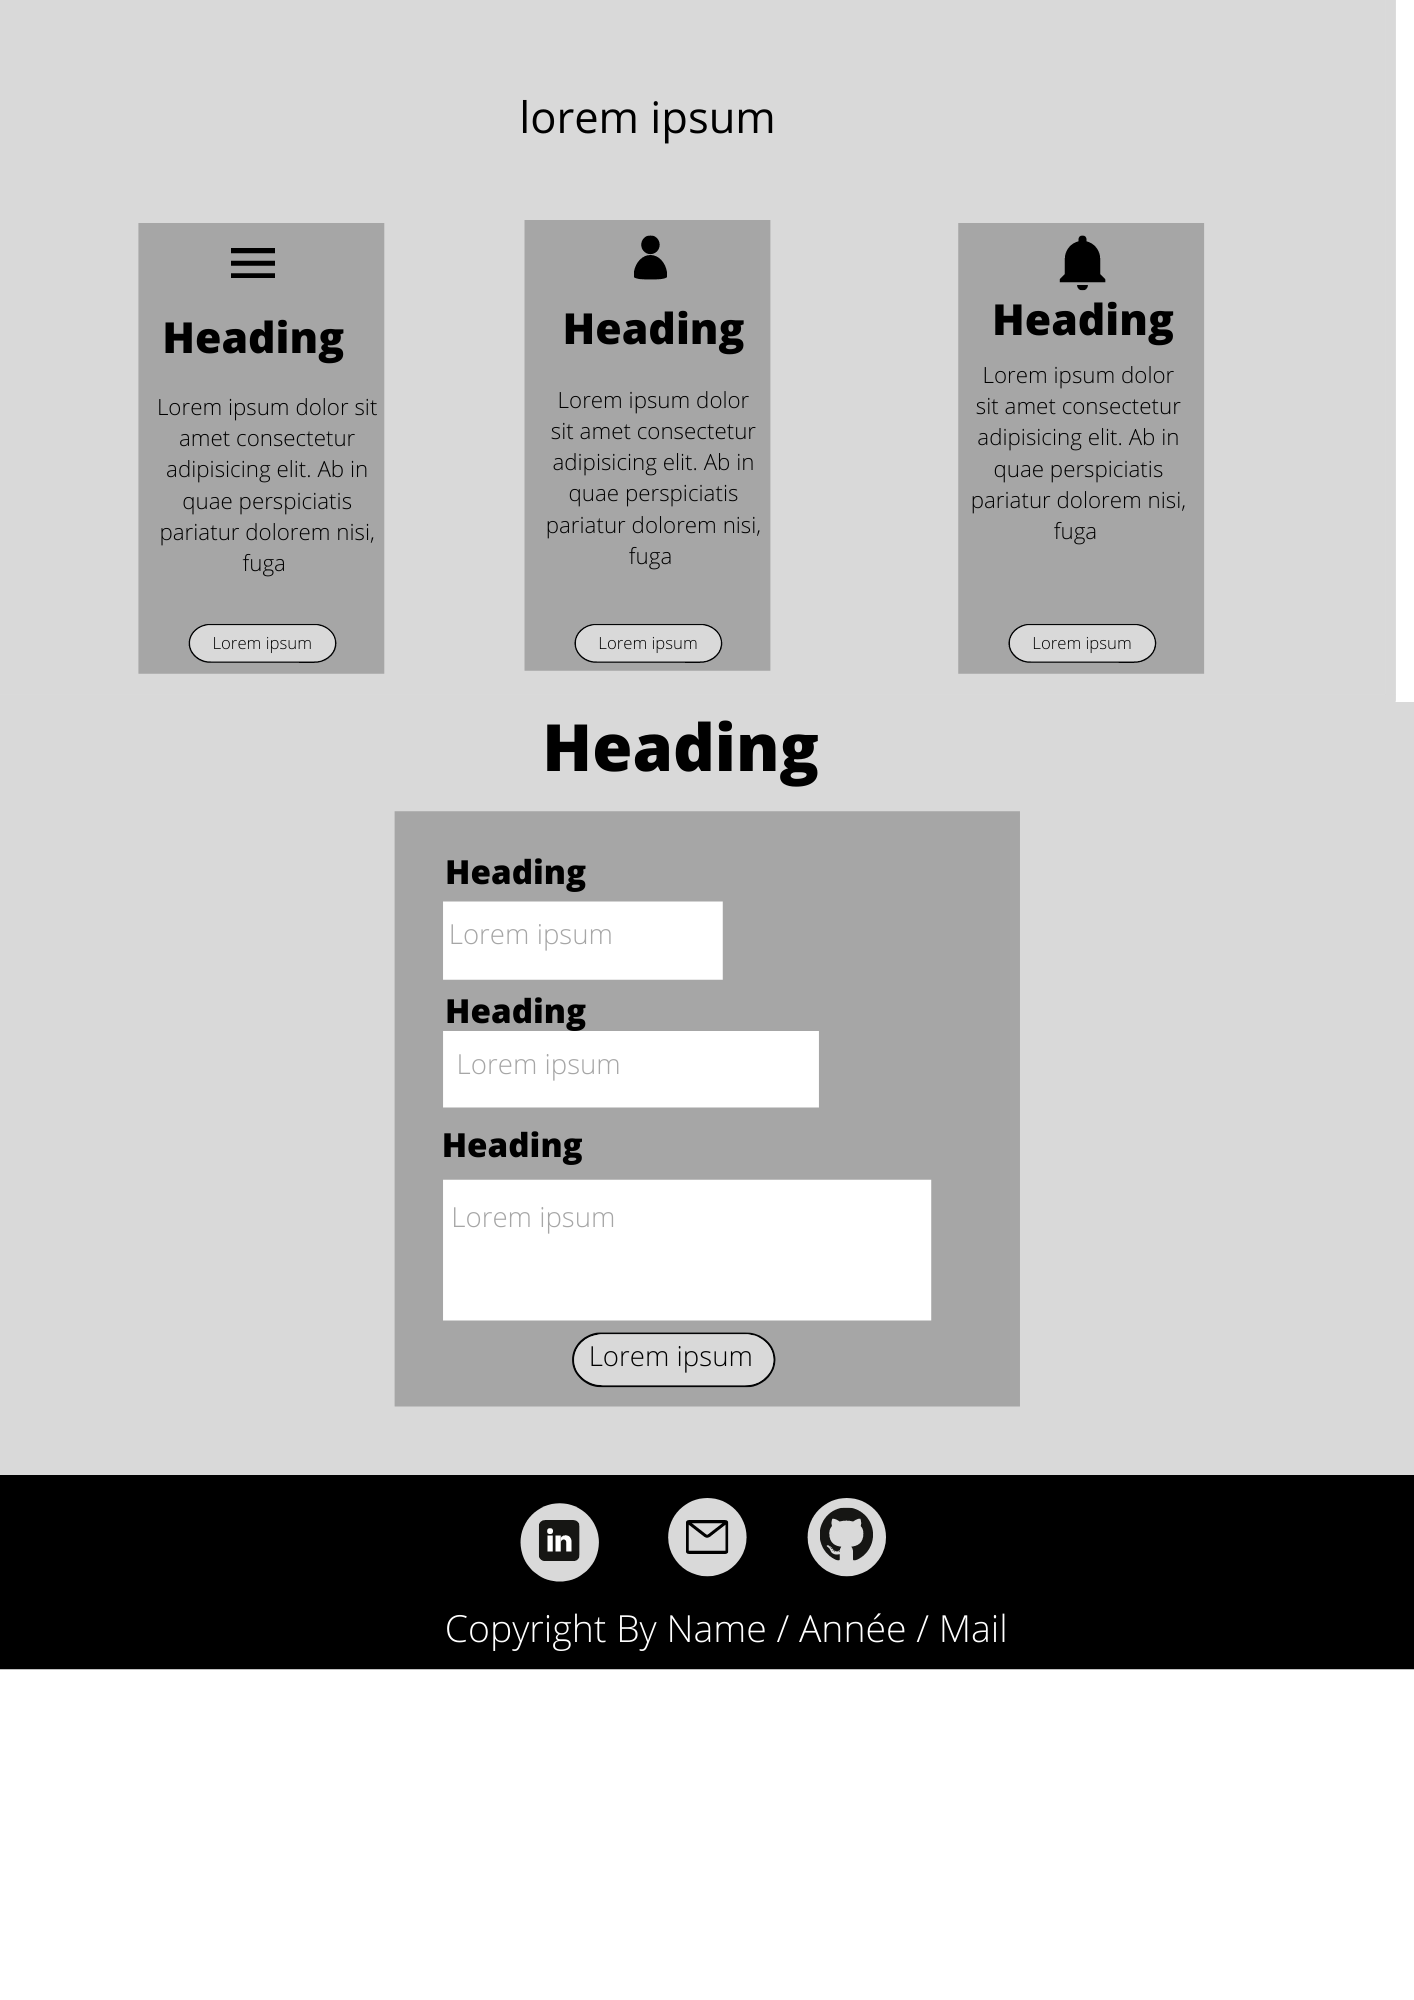 lorem ipsum
Heading
Lorem ipsum dolor sit
amet consectetur
adipisicing elit. Ab in
quae perspiciatis
pariatur dolorem nisi,
fuga
Lorem ipsum
Heading
Lorem ipsum dolor
sit amet consectetur
adipisicing elit. Ab in
quae perspiciatis
pariatur dolorem nisi,
fuga
Lorem ipsum
Heading
Lorem ipsum dolor
sit amet consectetur
adipisicing elit. Ab in
quae perspiciatis
pariatur dolorem nisi,
fuga
Lorem ipsum
Heading
Heading
Lorem ipsum
Heading
Lorem ipsum
Heading
Lorem ipsum
Lorem ipsum
in
Copyright By Name / Année / Mail